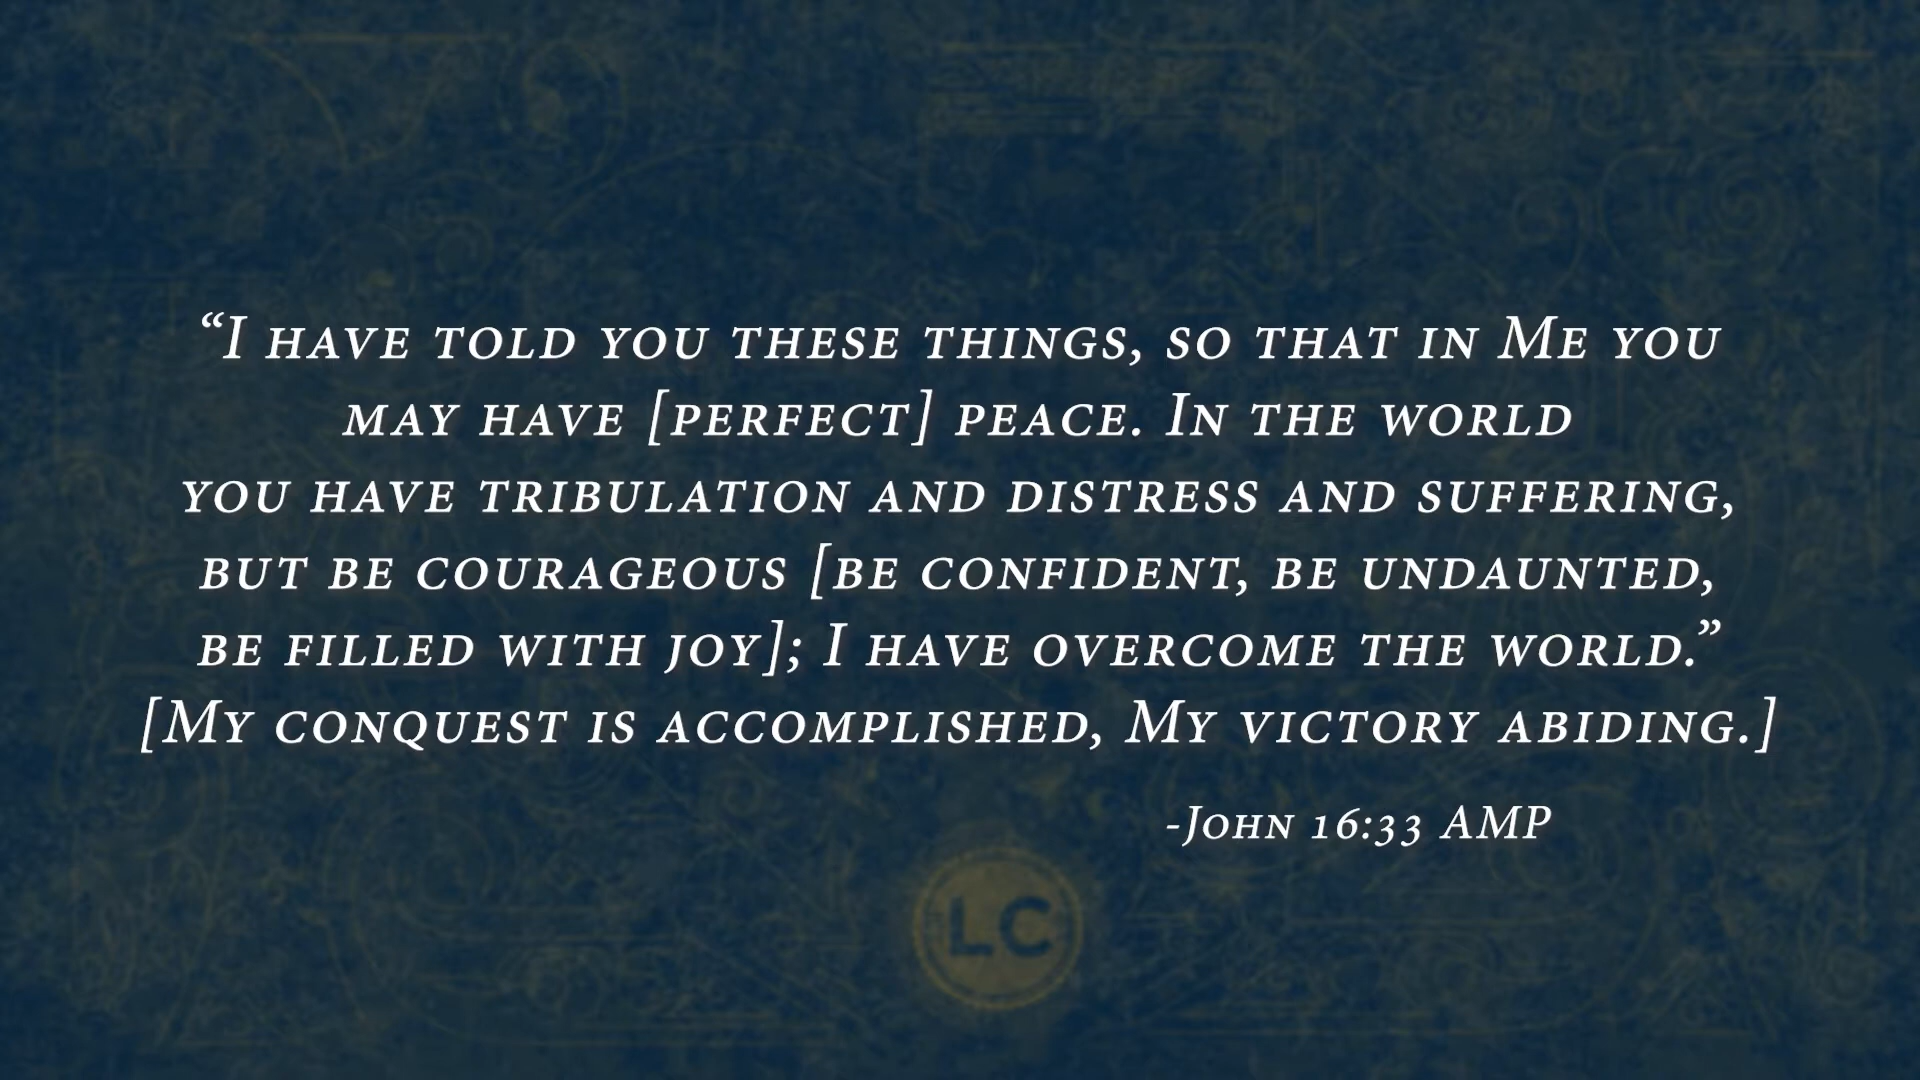 “I have told you these things, so that in Me you
may have [perfect] peace. In the world
you have tribulation and distress and suffering,
but be courageous [be confident, be undaunted,
be filled with joy]; I have overcome the world.”
[My conquest is accomplished, My victory abiding.]
-John 16:33 AMP
LC